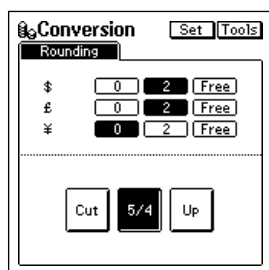 Conversion Set Tools
Rounding
$ 0 2 Free
£ 0 2 Free
¥ 0 2 Free
Cut 5/4 Up